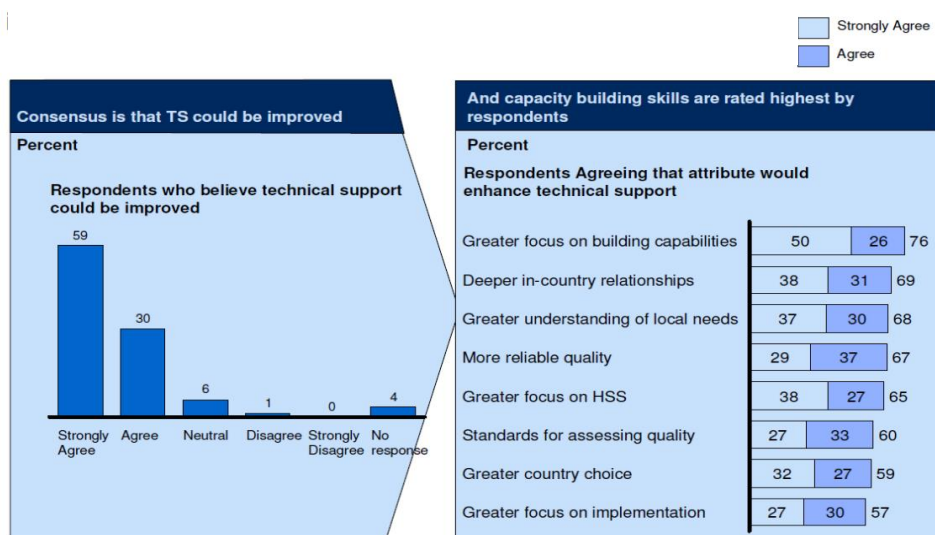 Strongly Agree
Agree
Consensus is that TS could be improved
Percent
Respondents who believe technical support
could be improved
59
30
6
1
0
4
Strongly
Agree
Agree
Neutral
Disagree
Strongly
Disagree
No
response
And capacity building skills are rated highest by
respondents
Percent
Respondents Agreeing that attribute would
enhance technical support
Greater focus on building capabilities 50 26 76
Deeper in-country relationships 38 31 69
Greater understanding of local needs 37 30 68
More reliable quality 29 37 67
Greater focus on HSS 38 27 65
Standards for assessing quality 27 33 60
Greater country choice 32 27 59
Greater focus on implementation 27 30 57